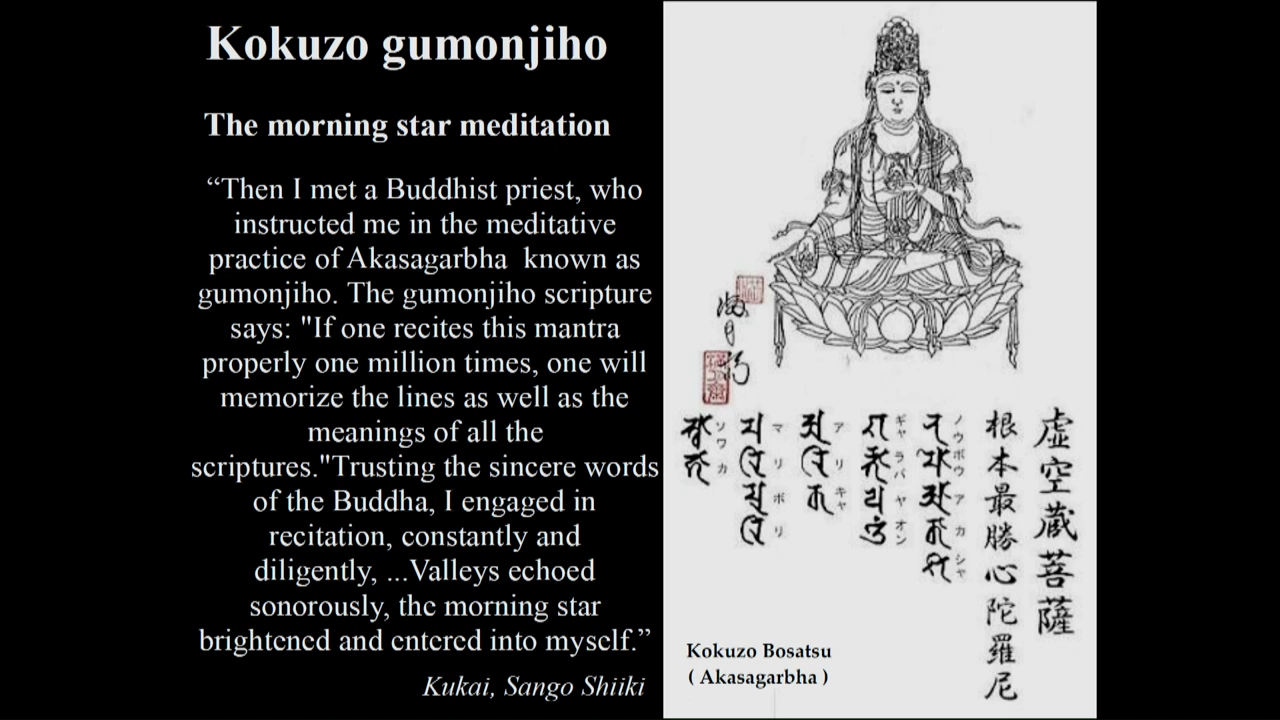 Kokuzo gumonjiho
The morning star meditation
“Then I met a Buddhist priest, who
instructed me in the meditative
practice of Akasagarbha known as
gumonjiho. The gumonjiho scripture
says: "If one recites this mantra
properly one million times, one will
memorize the lines as well as the
meanings of all the
scriptures."Trusting the sincere words
of the Buddha, I engaged in
recitation, constantly and
diligently, ...Valleys echoed
sonorously, the morning star
brightened and entered into myself.”
Kukai, Sango Shiiki
虚空蔵菩薩
根本最勝心陀羅尼
ノウボウアカシャ
ギャラバヤオン
アリキャ
マリボリ
ソワカ
Kokuzo Bosatsu
( Akasagarbha )